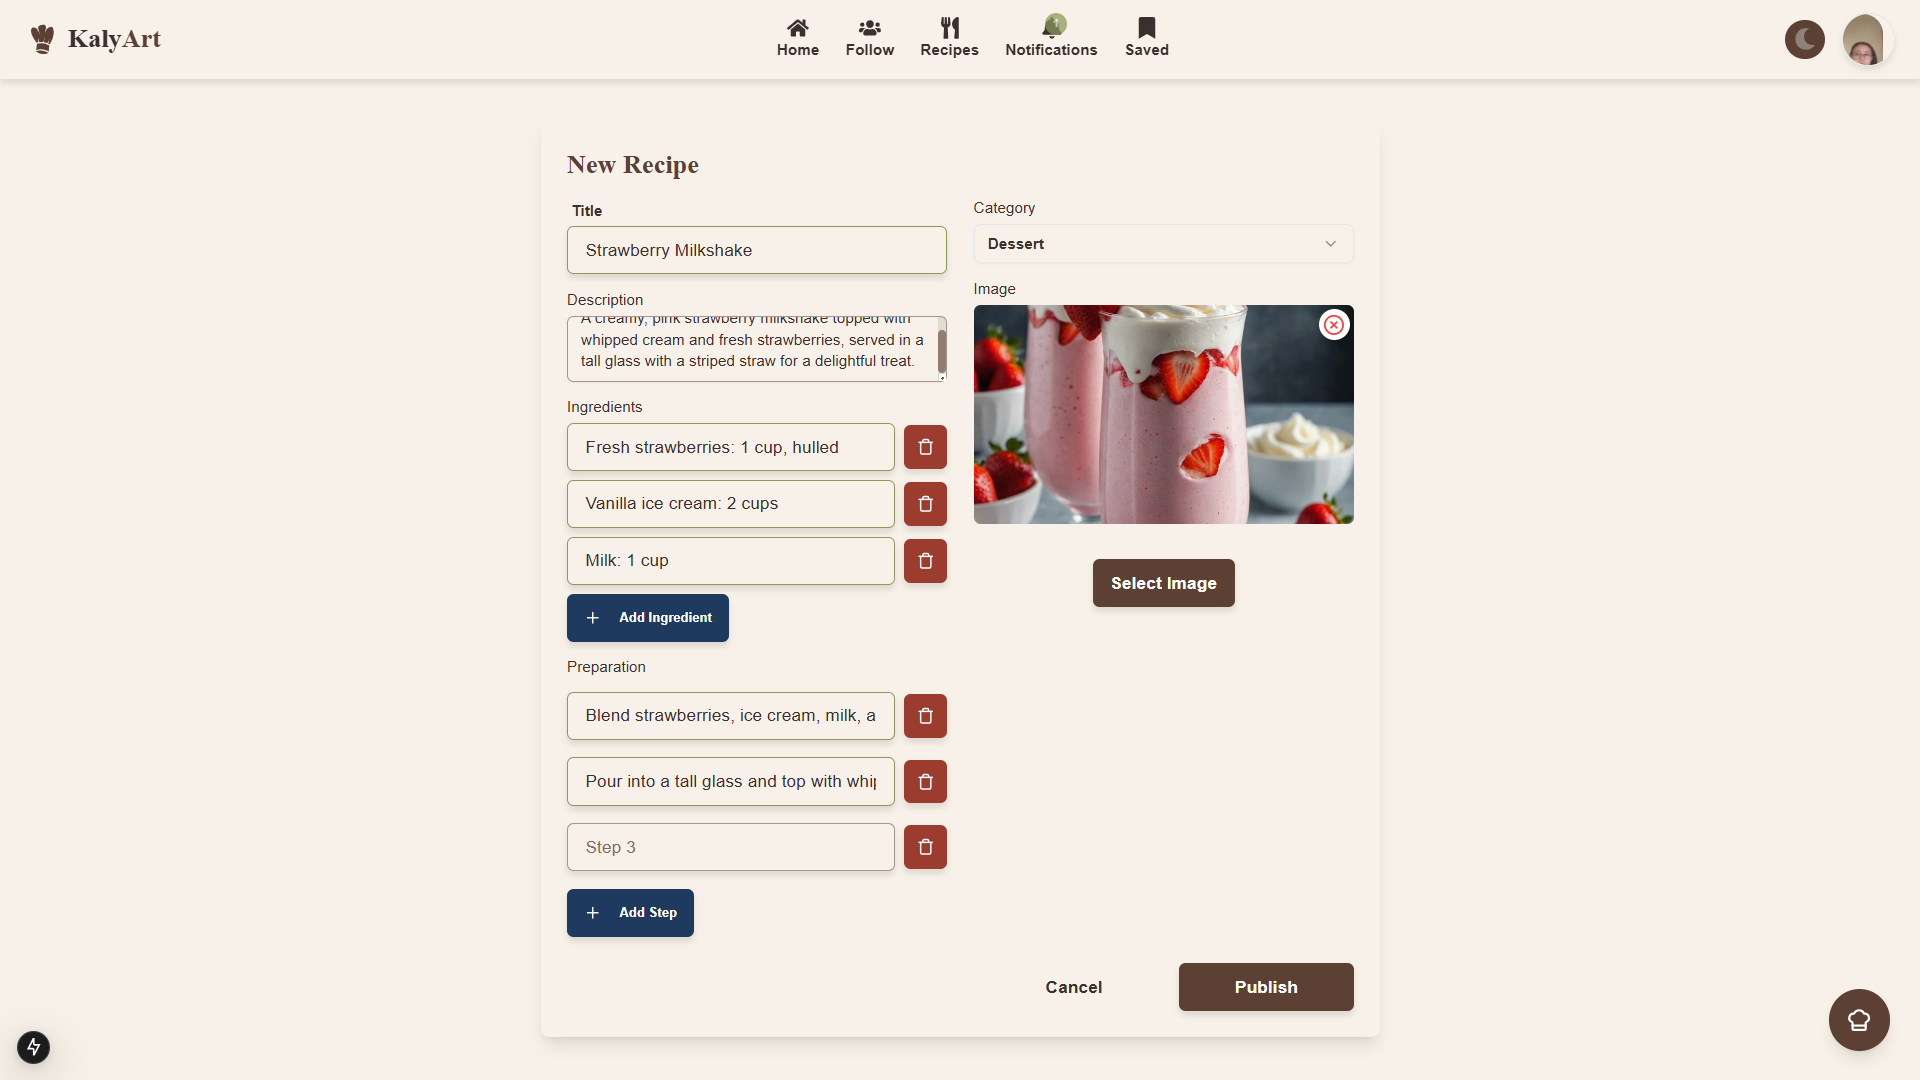 KalyArt
Home
Follow
Recipes
Notifications
Saved
New Recipe
Title
Strawberry Milkshake
Description
A creamy, pink strawberry milkshake topped with
whipped cream and fresh strawberries, served in a
tall glass with a striped straw for a delightful treat.
Ingredients
Fresh strawberries: 1 cup, hulled
Vanilla ice cream: 2 cups
Milk: 1 cup
Add Ingredient
Preparation
Blend strawberries, ice cream, milk, a
Pour into a tall glass and top with whip
Step 3
Add Step
Category
Dessert
Image
Select Image
Cancel
Publish